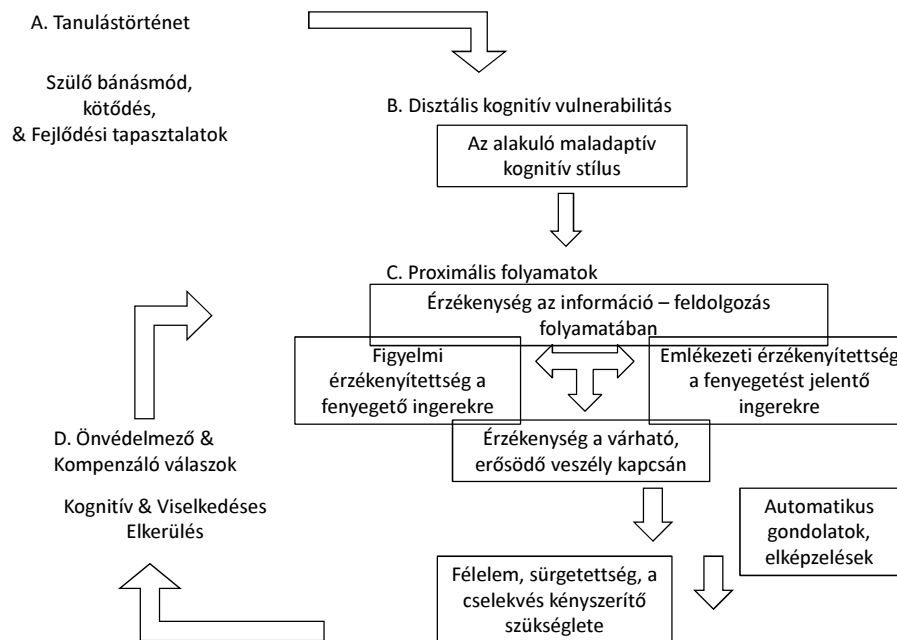 A. Tanulástörténet
Szülő bánásmód,
kötődés,
& Fejlődési tapasztalatok
B. Disztális kognitív vulnerabilitás
Az alakuló maladaptív
kognitív stílus
C. Proximális folyamatok
Érzékenység az információ – feldolgozás
folyamatában
Figyelmi
érzékenyítettség a
fenyegető ingerekre
Emlékezeti érzékenyítettség
a fenyegetést jelentő
ingerekre
Érzékenység a várható,
erősödő veszély kapcsán
D. Önvédelmező &
Kompenzáló válaszok
Kognitív & Viselkedéses
Elkerülés
Automatikus
gondolatok,
elképzelések
Félelem, sürgetettség, a
cselekvés kényszerítő
szükséglete